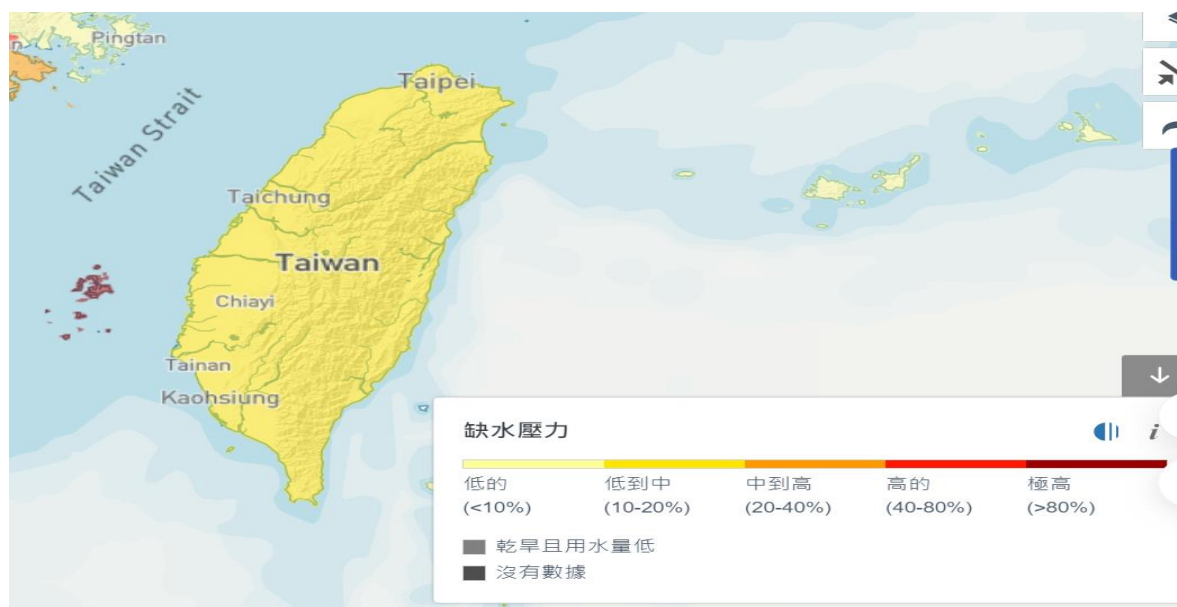 Pingtan
n
Taipei
Taiwan Strait
Taichung
Taiwan
Chiayi
Tainan
Kaohsiung
缺水壓力
i
低的
(<10%)
低到中
(10-20%)
中到高
(20-40%)
高的
(40-80%)
極高
(>80%)
乾旱且用水量低
沒有數據